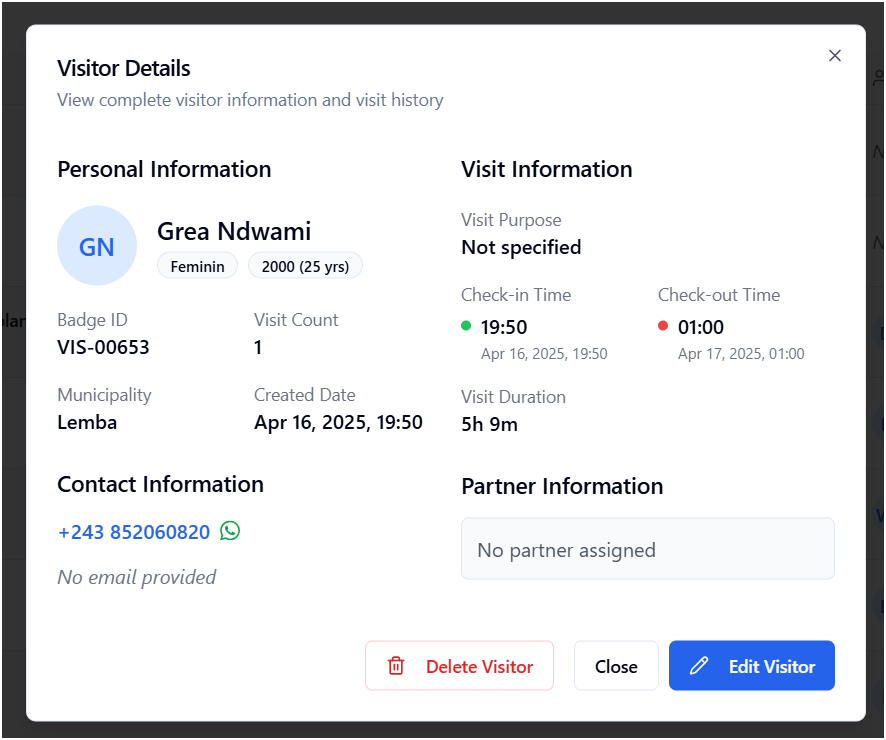 Visitor Details
View complete visitor information and visit history
Personal Information
GN
Grea Ndwami
Feminin
2000 (25 yrs)
Badge ID
VIS-00653
Visit Count
1
Municipality
Lemba
Created Date
Apr 16, 2025, 19:50
Contact Information
+243 852060820
No email provided
Visit Information
Visit Purpose
Not specified
Check-in Time
19:50
Apr 16, 2025, 19:50
Check-out Time
01:00
Apr 17, 2025, 01:00
Visit Duration
5h 9m
Partner Information
No partner assigned
Delete Visitor
Close
Edit Visitor